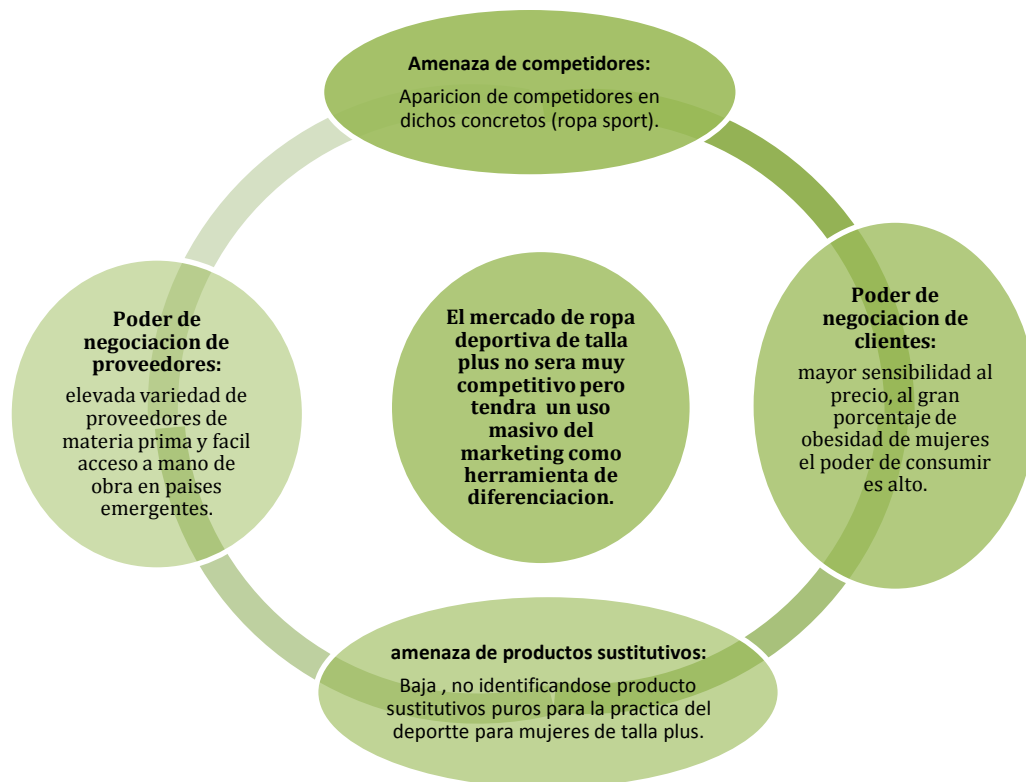 Amenaza de competidores:
Aparicion de competidores en
dichos concretos (ropa sport).
Poder de
negociacion de
proveedores:
elevada variedad de
proveedores de
materia prima y facil
acceso a mano de
obra en paises
emergentes.
El mercado de ropa
deportiva de talla
plus no sera muy
competitivo pero
tendra un uso
masivo del
marketing como
herramienta de
diferenciacion.
Poder de
negociacion de
clientes:
mayor sensibilidad al
precio, al gran
porcentaje de
obesidad de mujeres
el poder de consumir
es alto.
amenaza de productos sustitutivos:
Baja , no identificandose producto
sustitutivos puros para la practica del
deportte para mujeres de talla plus.